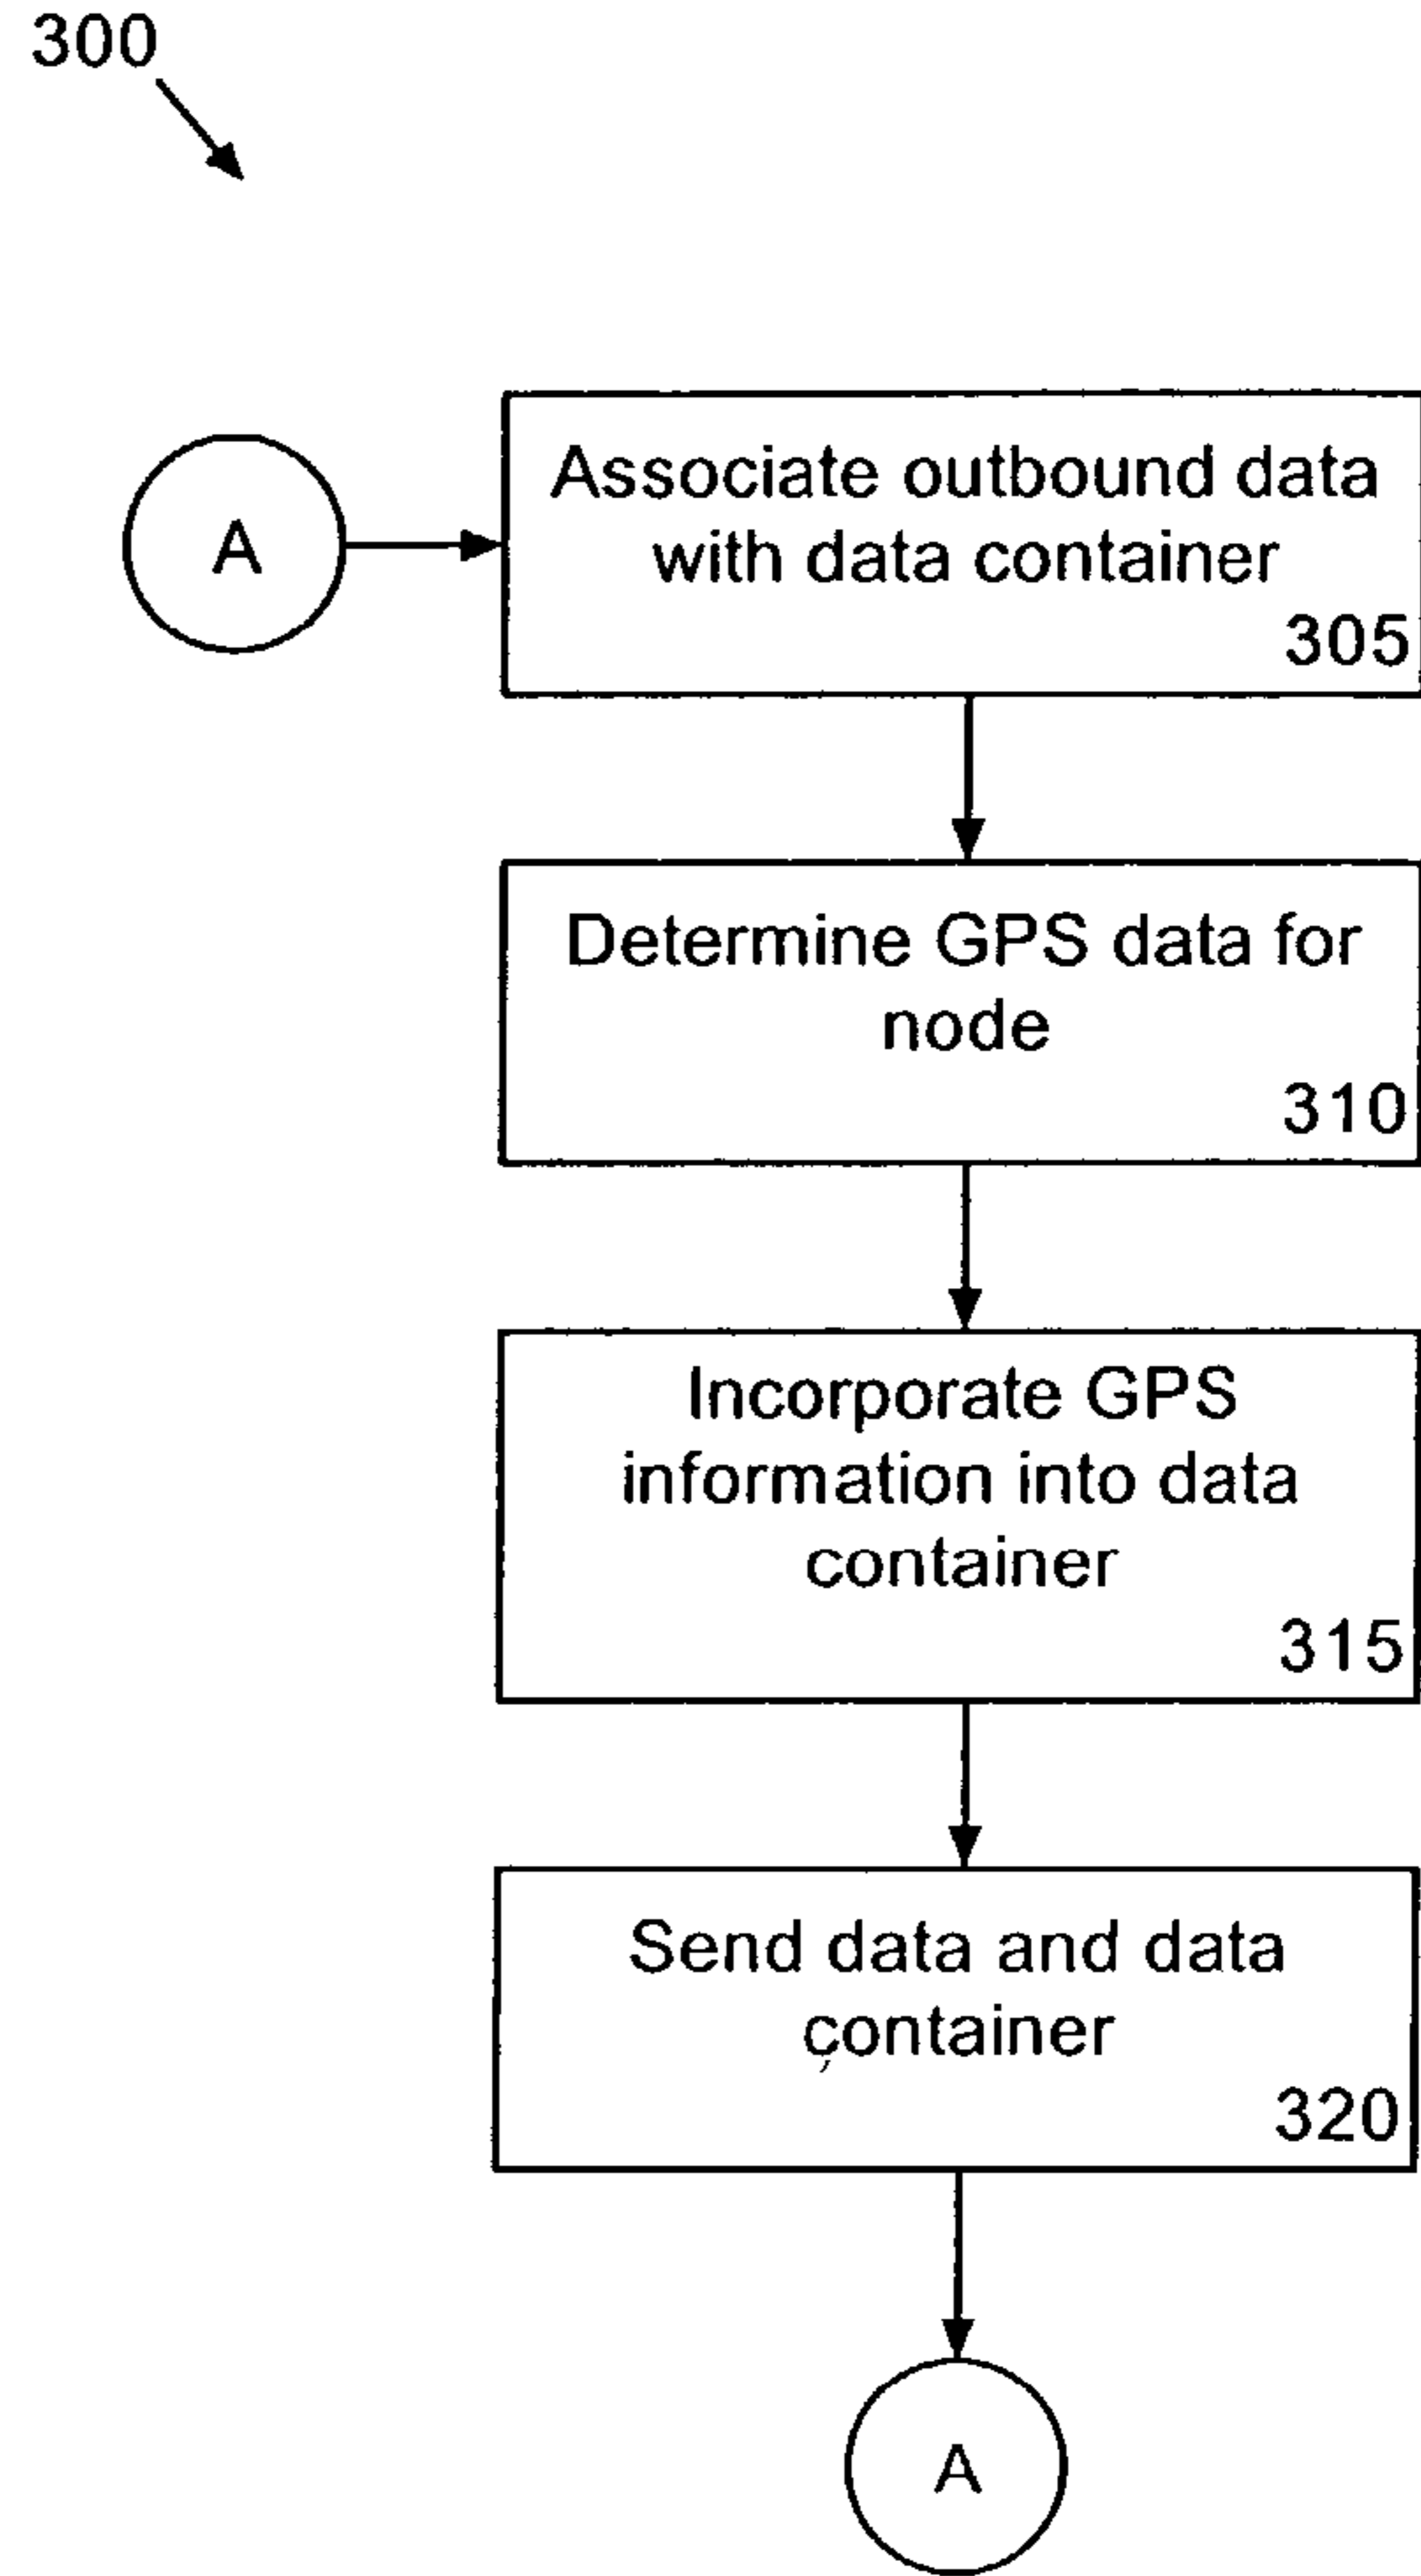 300
A
Associate outbound data
with data container
305
Determine GPS data for
node
310
Incorporate GPS
information into data
container
315
Send data and data
container
320
A